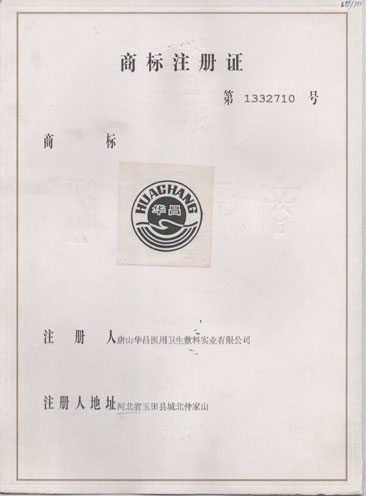 商标注册证
第 1332710 号
商标
HUACHANG
华昌
注册人 唐山华昌医用卫生敷料实业有限公司
注册人地址 河北省玉田县城北仲家山